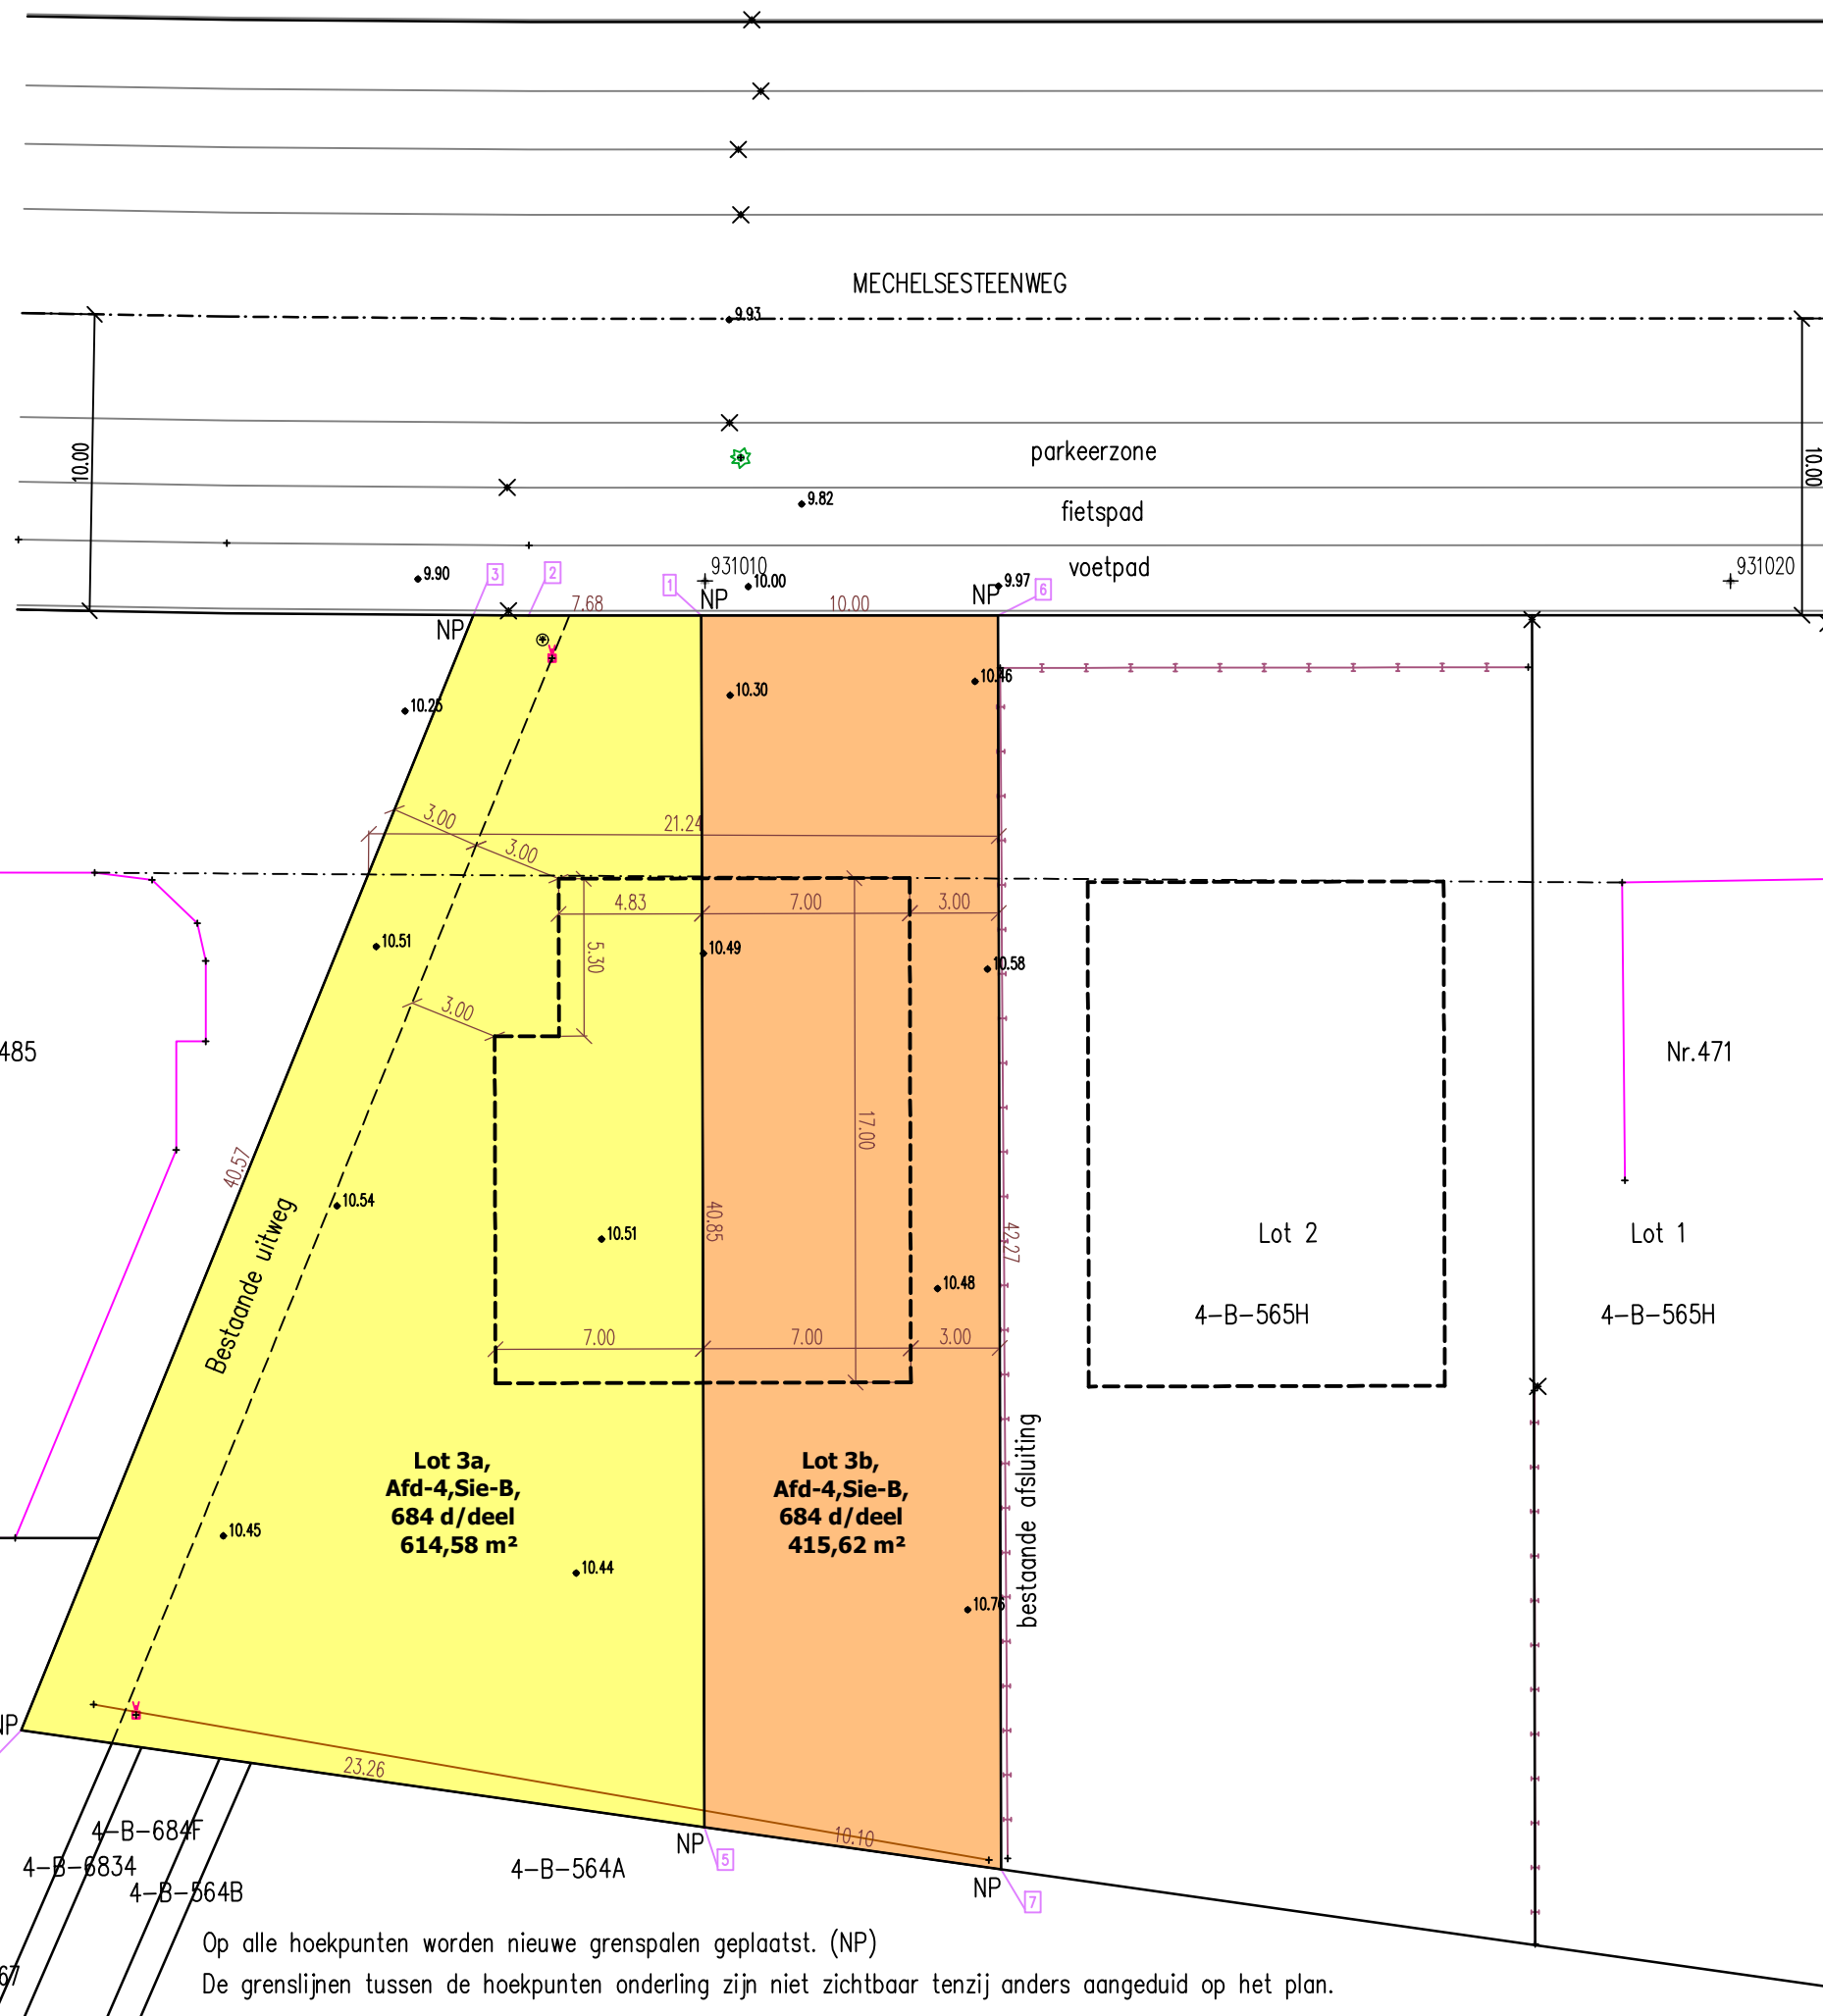 MECHELSESTEENWEG
9.93
10.00
10.00
parkeerzone
9.82
fietspad
9.90
3
2
1
931010
10.00
voetpad
9.97
6
931020
NP
7.68
NP
10.00
NP
10.25
10.30
10.46
3.00
21.24
3.00
4.83
7.00
3.00
10.51
5.30
10.49
10.58
3.00
485
Nr.471
17.00
40.57
10.54
Bestaande uitweg
10.51
40.85
42.27
10.48
Lot 2
Lot 1
4-B-565H
4-B-565H
7.00
7.00
3.00
Lot 3a,
Afd-4,Sie-B,
684 d/deel
614,58 m²
Lot 3b,
Afd-4,Sie-B,
684 d/deel
415,62 m²
bestaande afsluiting
10.45
10.44
10.76
NP
23.26
10.10
4-B-684F
4-B-6834
4-B-564B
4-B-564A
NP
5
NP
7
67
Op alle hoekpunten worden nieuwe grenspalen geplaatst. (NP)
De grenslijnen tussen de hoekpunten onderling zijn niet zichtbaar tenzij anders aangeduid op het plan.